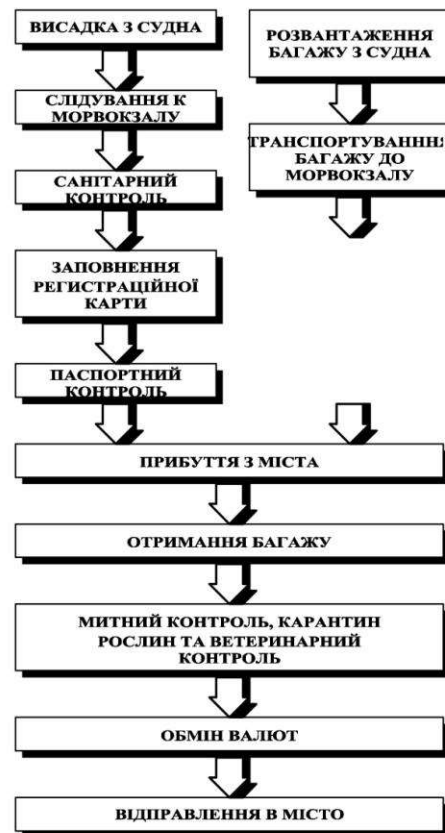 ВИСАДКА З СУДНА
РОЗВАНТАЖЕННЯ
БАГАЖУ З СУДНА
СЛІДУВАННЯ К
МОРВОКЗАЛУ
ТРАНСПОРТУВАННЯ
БАГАЖУ ДО
МОРВОКЗАЛУ
САНІТАРНИЙ
КОНТРОЛЬ
ЗАПОВНЕННЯ
РЕГИСТРАЦІЙНОЇ
КАРТИ
ПАСПОРТНИЙ
КОНТРОЛЬ
ПРИБУТТЯ З МІСТА
ОТРИМАННЯ БАГАЖУ
МИТНИЙ КОНТРОЛЬ, КАРАНТИН
РОСЛИН ТА ВЕТЕРИНАРНИЙ
КОНТРОЛЬ
ОБМІН ВАЛЮТ
ВІДПРАВЛЕННЯ В МІСТО